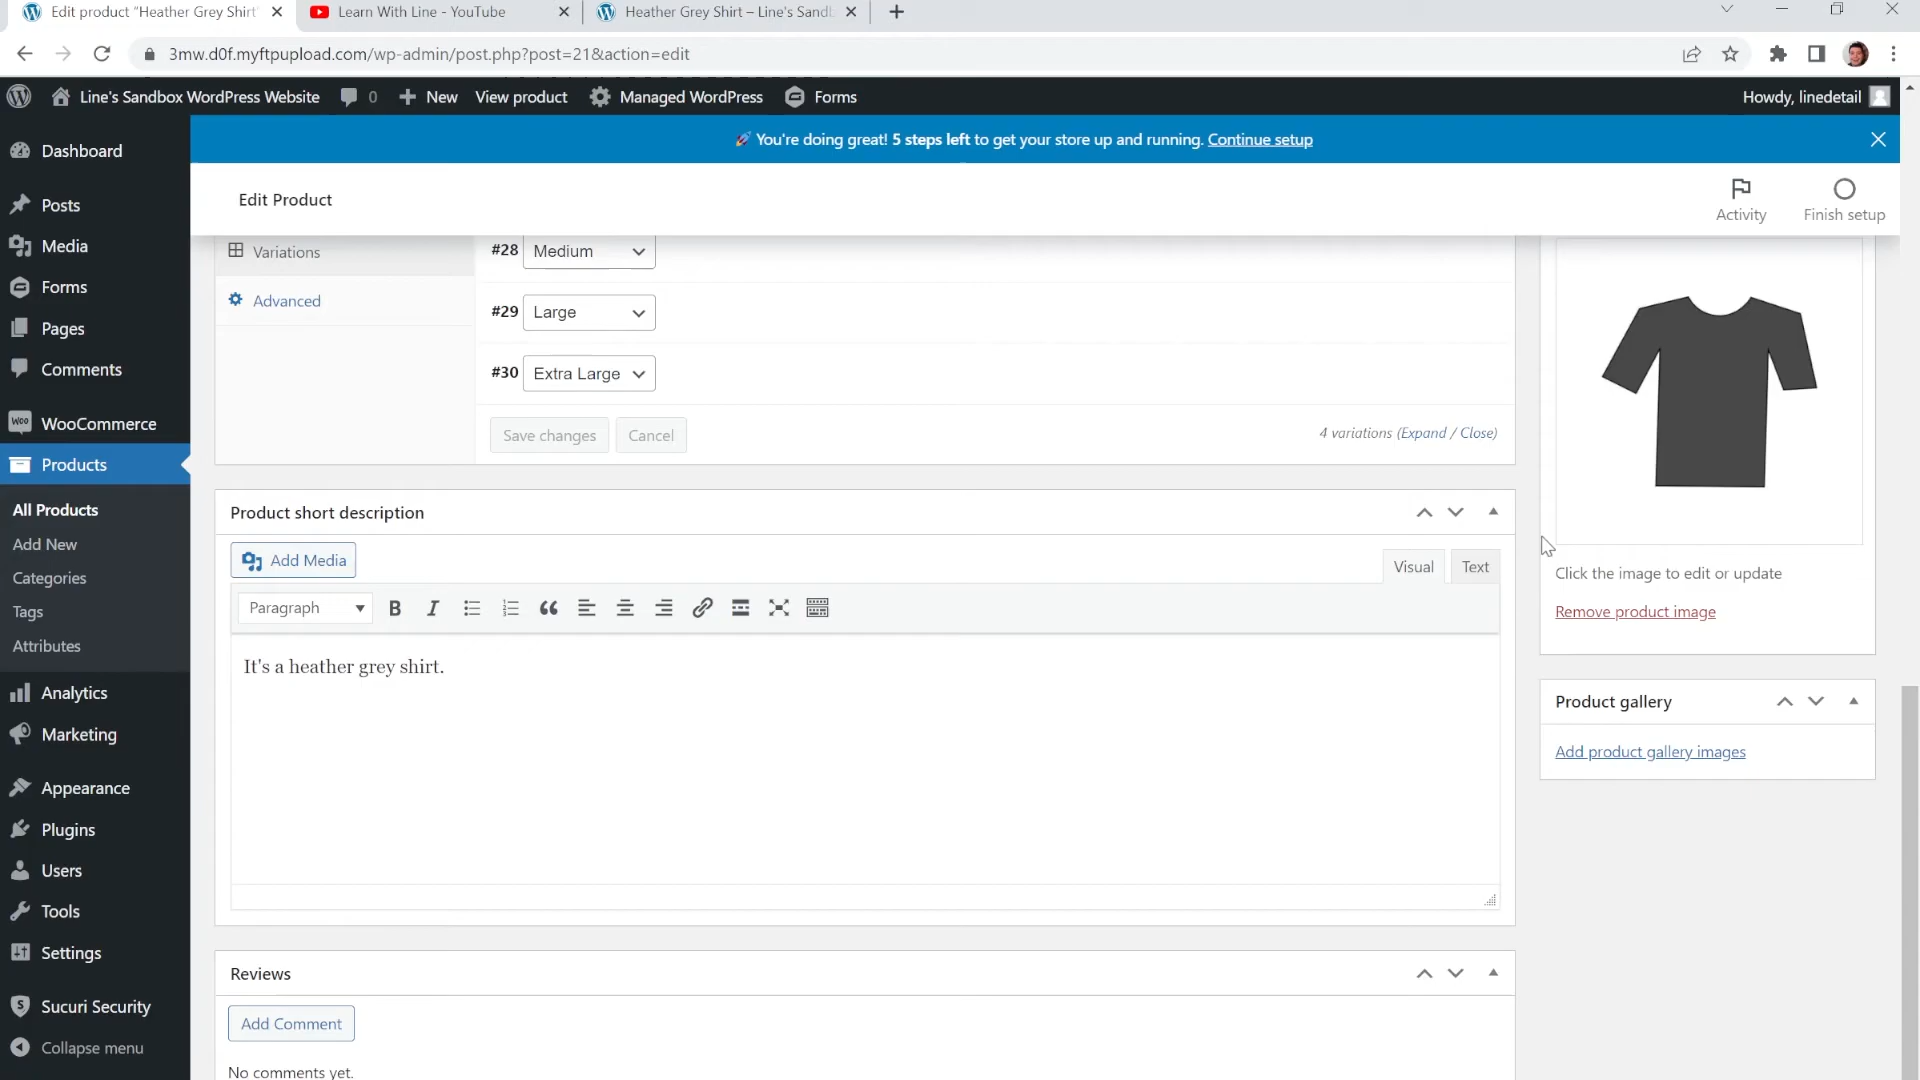 Edit product "Heather Grey Shirt"
Learn With Line - YouTube
Heather Grey Shirt – Line's Sandb
3mw.d0f.myftpupload.com/wp-admin/post.php?post=21&action=edit
Line's Sandbox WordPress Website
0
New
View product
Managed WordPress
Forms
Howdy, linedetail
🚀 You're doing great! 5 steps left to get your store up and running. Continue setup
Edit Product
Activity
Finish setup
Dashboard
Posts
Media
Forms
Pages
Comments
WooCommerce
Products
All Products
Add New
Categories
Tags
Attributes
Analytics
Marketing
Appearance
Plugins
Users
Tools
Settings
Sucuri Security
Collapse menu
Variations
Advanced
#28 Medium
#29 Large
#30 Extra Large
Save changes
Cancel
4 variations (Expand / Close)
Product short description
Add Media
Visual
Text
Paragraph
It's a heather grey shirt.
Reviews
Add Comment
No comments yet.
Click the image to edit or update
Remove product image
Product gallery
Add product gallery images